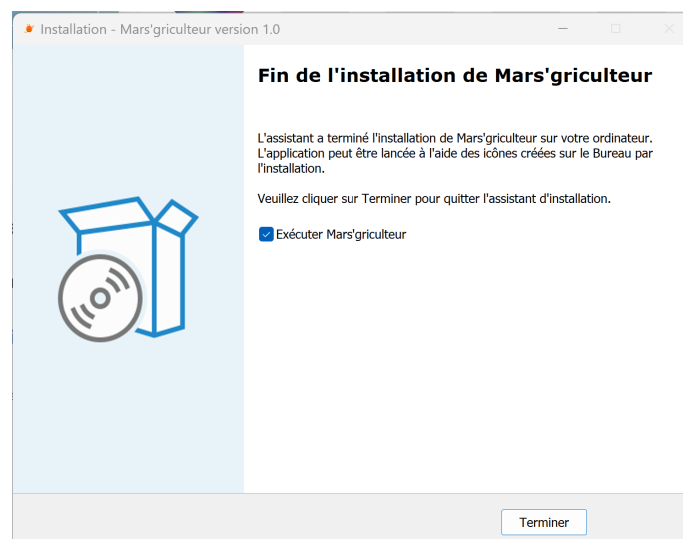 Installation - Mars'griculteur version 1.0
Fin de l'installation de Mars'griculteur
L'assistant a terminé l'installation de Mars'griculteur sur votre ordinateur.
L'application peut être lancée à l'aide des icônes créées sur le Bureau par
l'installation.
Veuillez cliquer sur Terminer pour quitter l'assistant d'installation.
Exécuter Mars'griculteur
Terminer